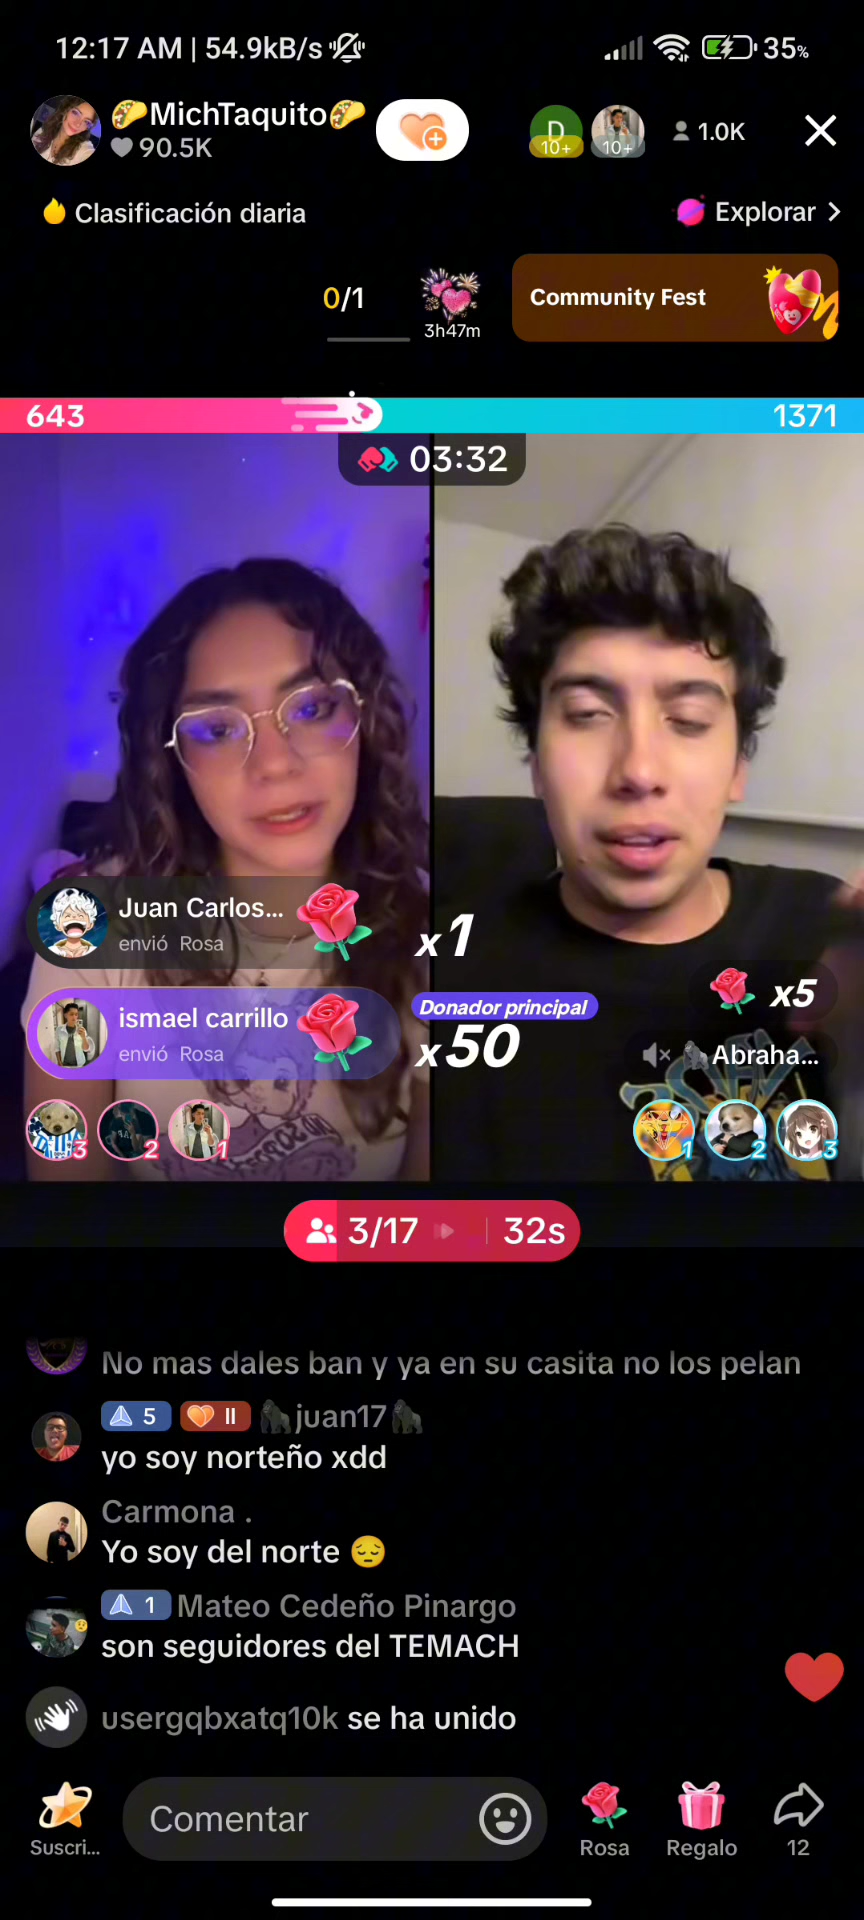 12:17 AM | 54.9kB/s 35%
🌮MichTaquito🌮
90.5K
D
10+ 10+
1.0K
Clasificación diaria
Explorar
0/1
3h47m
Community Fest
643 1371
03:32
Juan Carlos...
envió Rosa
x1
ismael carrillo
envió Rosa
Donador principal
x50
x5
🦍Abraha...
3 2 1
1 2 3
3/17 32s
No mas dales ban y ya en su casita no los pelan
5 II 🦍juan17🦍
yo soy norteño xdd
Carmona .
Yo soy del norte 😔
1 Mateo Cedeño Pinargo
son seguidores del TEMACH
usergqbxatq10k se ha unido
Suscri...
Comentar
Rosa
Regalo
12